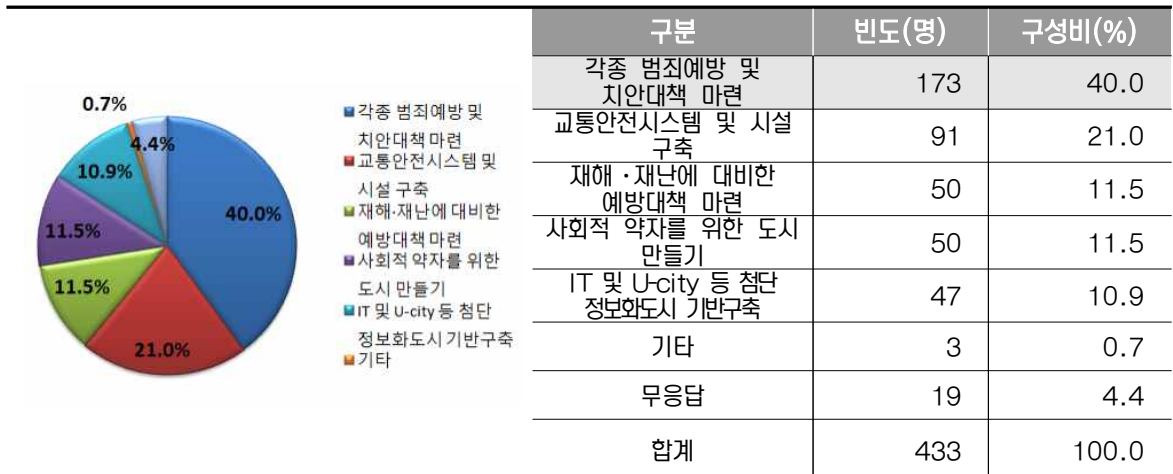 0.7%
4.4%
10.9%
40.0%
11.5%
11.5%
21.0%
각종 범죄예방 및
치안대책 마련
교통안전시스템 및
시설 구축
재해·재난에 대비한
예방대책 마련
사회적 약자를 위한
도시 만들기
IT 및 U-city 등 첨단
정보화도시 기반구축
기타
구분 빈도(명) 구성비(%)
각종 범죄예방 및
치안대책 마련 173 40.0
교통안전시스템 및 시설
구축 91 21.0
재해·재난에 대비한
예방대책 마련 50 11.5
사회적 약자를 위한 도시
만들기 50 11.5
IT 및 U-city 등 첨단
정보화도시 기반구축 47 10.9
기타 3 0.7
무응답 19 4.4
합계 433 100.0